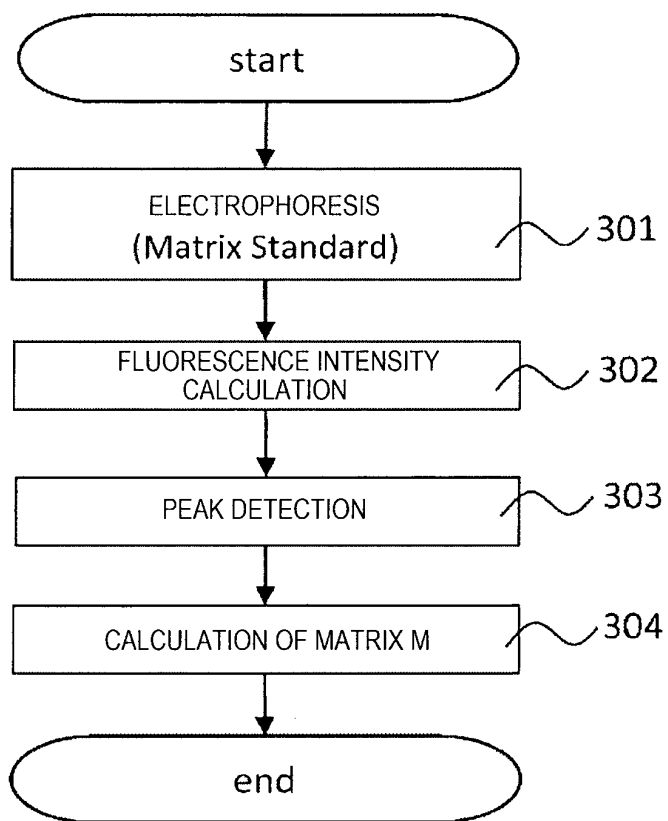 start
ELECTROPHORESIS
(Matrix Standard)
301
FLUORESCENCE INTENSITY
CALCULATION
302
PEAK DETECTION
303
CALCULATION OF MATRIX M
304
end